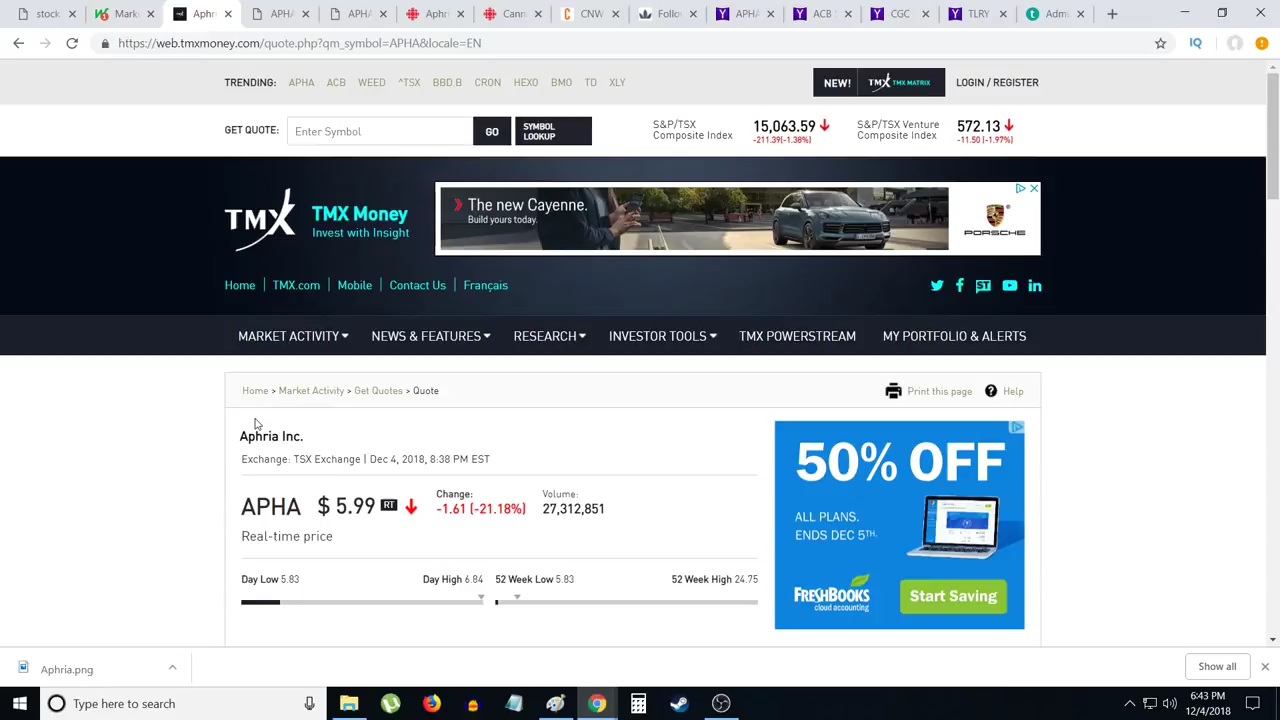 stock
Mark
Aphr
APHA
APHA
Aphri
Cann
CNW
Follo
APHA
ACB
CGC
TLRY
Admi
https://web.tmxmoney.com/quote.php?qm_symbol=APHA&locale=EN
TRENDING: APHA ACB WEED ^TSX BBD B CRON HEXO BMO TD XLY
NEW! TMX TMX MATRIX
LOGIN / REGISTER
GET QUOTE: Enter Symbol GO SYMBOL LOOKUP
S&P/TSX Composite Index
15,063.59
-211.39(-1.38%)
S&P/TSX Venture Composite Index
572.13
-11.50 (-1.97%)
TMX
TMX Money
Invest with Insight
The new Cayenne.
Build yours today.
PORSCHE
Home TMX.com Mobile Contact Us Français
MARKET ACTIVITY NEWS & FEATURES RESEARCH INVESTOR TOOLS TMX POWERSTREAM MY PORTFOLIO & ALERTS
Home > Market Activity > Get Quotes > Quote
Print this page Help
Aphria Inc.
Exchange: TSX Exchange | Dec 4, 2018, 8:38 PM EST
APHA $ 5.99 RT
Change:
-1.61 (-21.18%)
Volume:
27,312,851
Real-time price
Day Low 5.83 Day High 6.84 52 Week Low 5.83 52 Week High 24.75
50% OFF
ALL PLANS.
ENDS DEC 5TH.
FRESHBOOKS
cloud accounting
Start Saving
Aphria.png
Show all
Type here to search
6:43 PM
12/4/2018